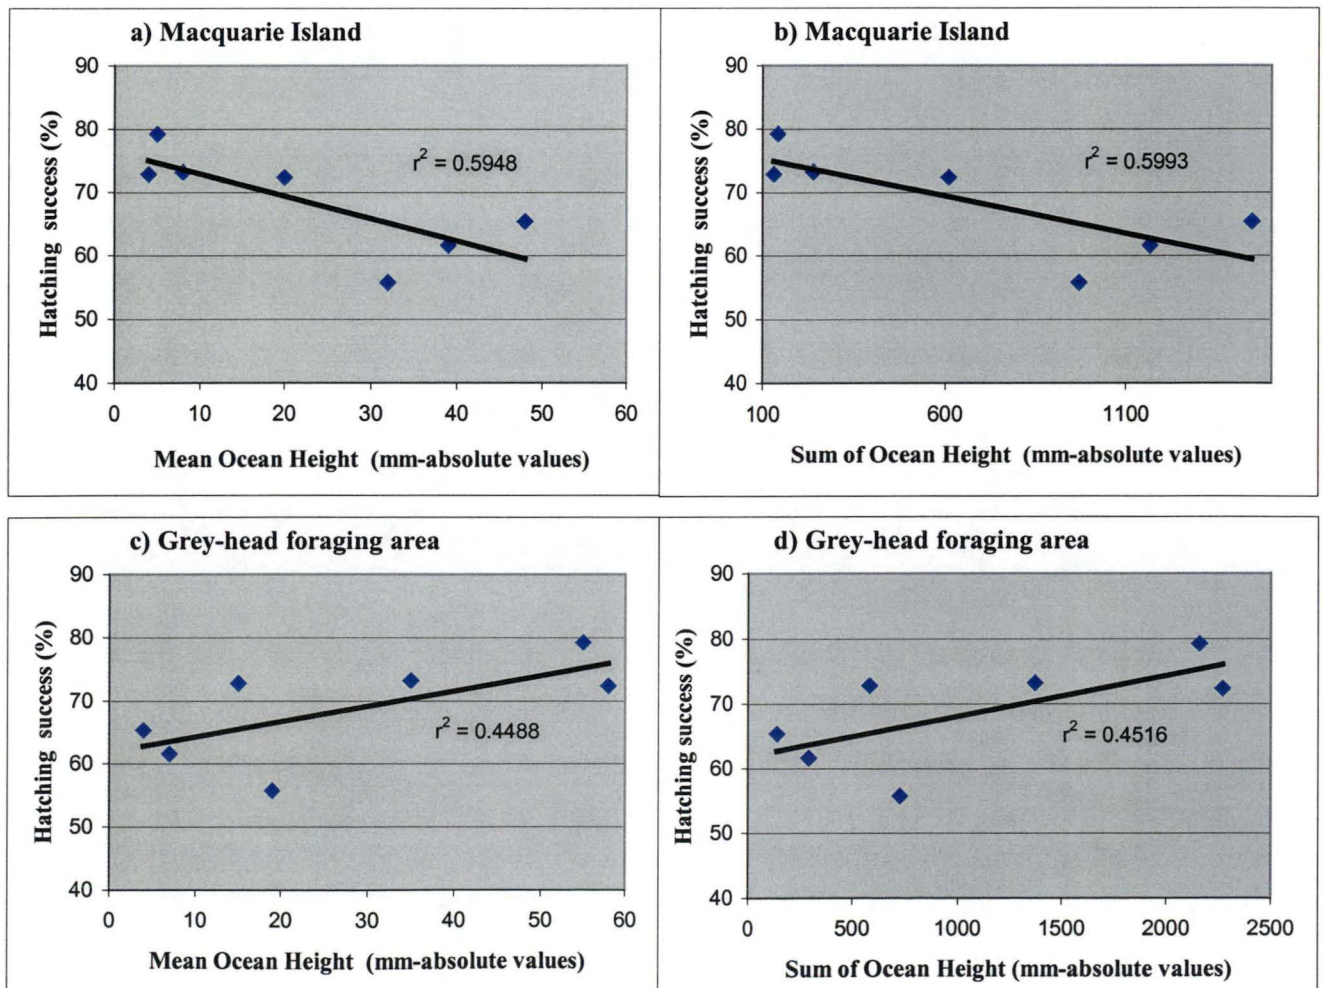 a) Macquarie Island
90
80
70
60
50
40
Hatching success (%)
r² = 0.5948
0 10 20 30 40 50 60
Mean Ocean Height (mm-absolute values)
b) Macquarie Island
90
80
70
60
50
40
Hatching success (%)
r² = 0.5993
100 600 1100
Sum of Ocean Height (mm-absolute values)
c) Grey-head foraging area
90
80
70
60
50
40
Hatching success (%)
r² = 0.4488
0 10 20 30 40 50 60
Mean Ocean Height (mm-absolute values)
d) Grey-head foraging area
90
80
70
60
50
40
Hatching success (%)
r² = 0.4516
0 500 1000 1500 2000 2500
Sum of Ocean Height (mm-absolute values)